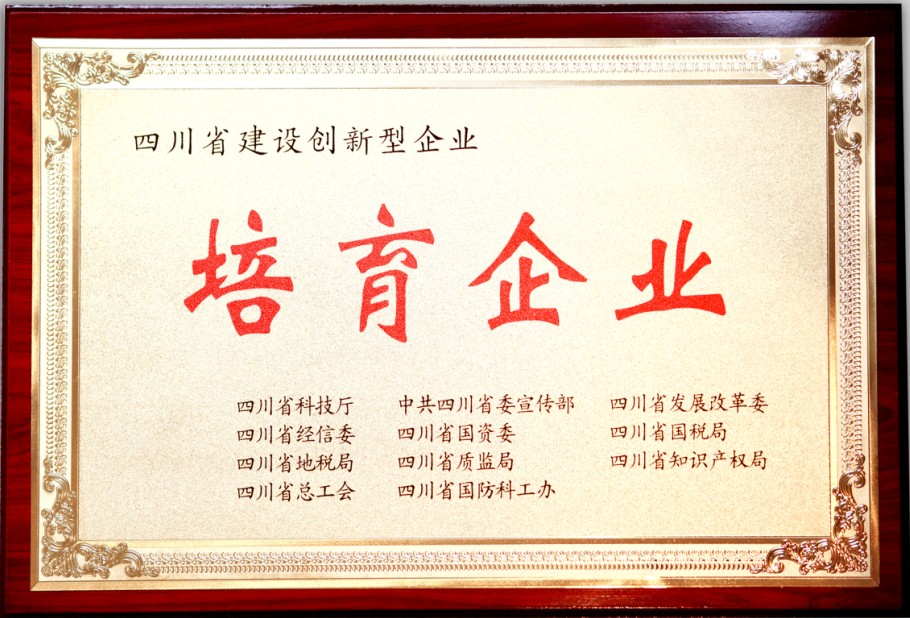 四川省建设创新型企业
培育企业
四川省科技厅 中共四川省委宣传部 四川省发展改革委
四川省经信委 四川省国资委 四川省国税局
四川省地税局 四川省质监局 四川省知识产权局
四川省总工会 四川省国防科工办